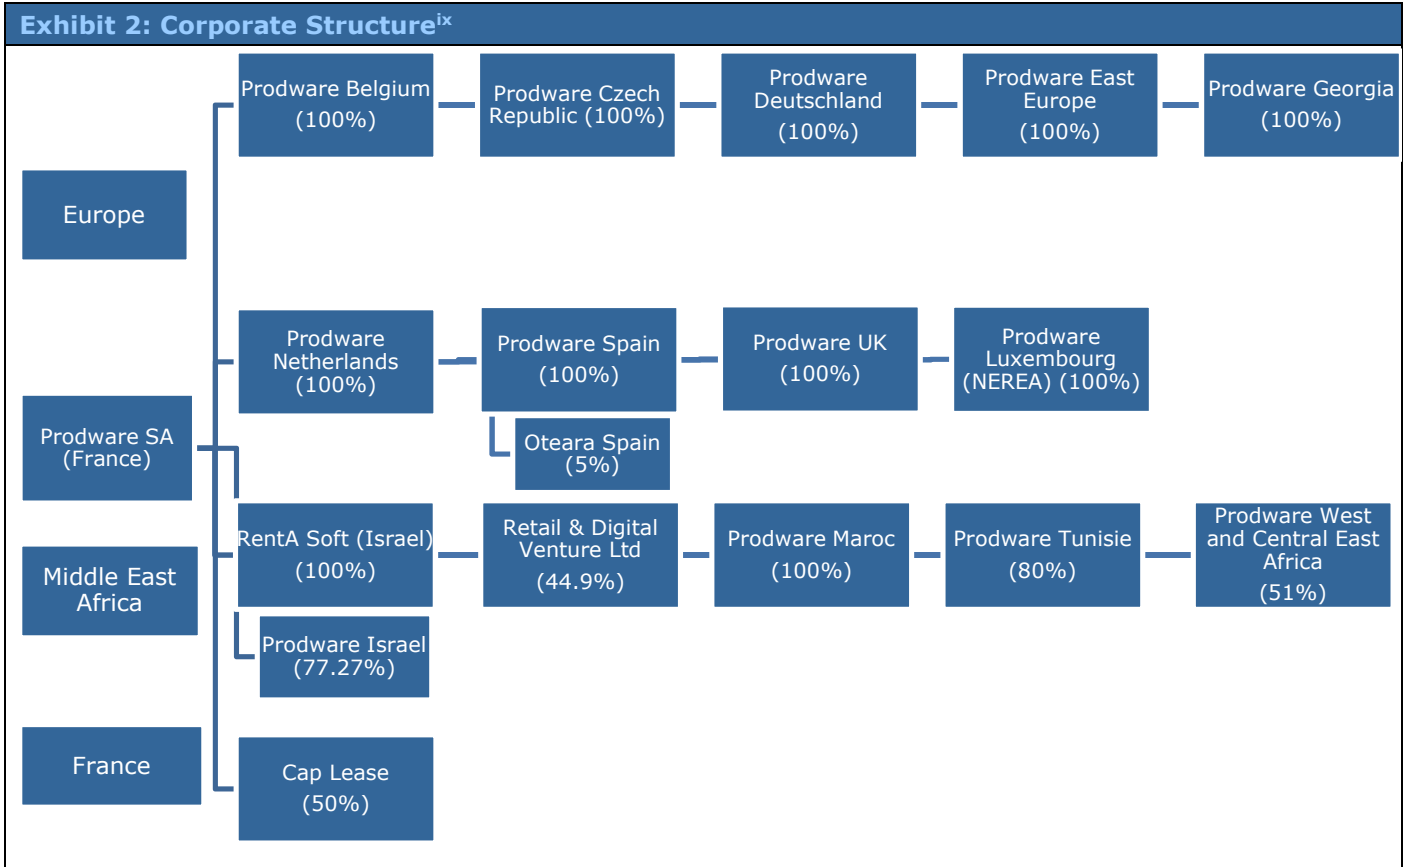 Exhibit 2: Corporate Structureix
Prodware Belgium
(100%)
Prodware Czech
Republic (100%)
Prodware
Deutschland
(100%)
Prodware East
Europe
(100%)
Prodware Georgia
(100%)
Europe
Prodware
Netherlands
(100%)
Prodware Spain
(100%)
Prodware UK
(100%)
Prodware
Luxembourg
(NEREA) (100%)
Oteara Spain
(5%)
Prodware SA
(France)
RentA Soft (Israel)
(100%)
Retail & Digital
Venture Ltd
(44.9%)
Prodware Maroc
(100%)
Prodware Tunisie
(80%)
Prodware West
and Central East
Africa
(51%)
Middle East
Africa
Prodware Israel
(77.27%)
France
Cap Lease
(50%)